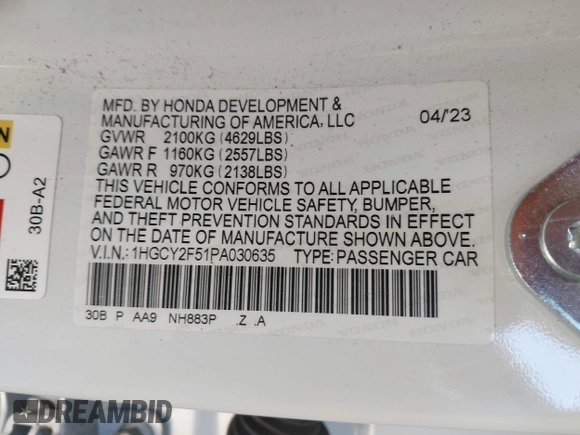 MFD. BY HONDA DEVELOPMENT &
MANUFACTURING OF AMERICA, LLC 04/23
GVWR 2100KG (4629LBS)
GAWR F 1160KG (2557LBS)
GAWR R 970KG (2138LBS)
THIS VEHICLE CONFORMS TO ALL APPLICABLE
FEDERAL MOTOR VEHICLE SAFETY, BUMPER,
AND THEFT PREVENTION STANDARDS IN EFFECT
ON THE DATE OF MANUFACTURE SHOWN ABOVE.
V.I.N.: 1HGCY2F51PA030635 TYPE: PASSENGER CAR
30B P AA9 NH883P .Z .A
30B-A2
DREAMBID